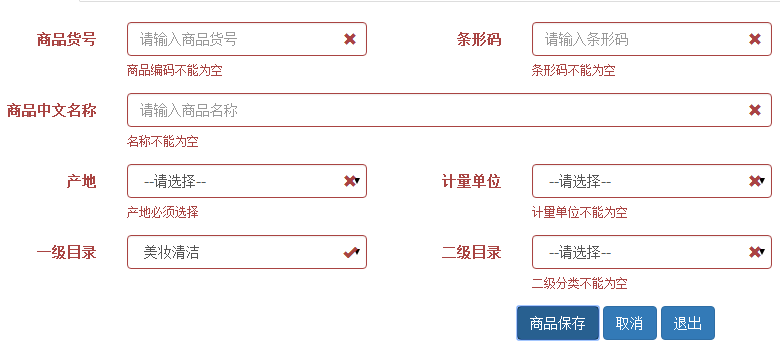 商品货号 请输入商品货号 条形码 请输入条形码
商品编码不能为空 条形码不能为空
商品中文名称 请输入商品名称
名称不能为空
产地 --请选择-- 计量单位 --请选择--
产地必须选择 计量单位不能为空
一级目录 美妆清洁 二级目录 --请选择--
二级分类不能为空
商品保存 取消 退出